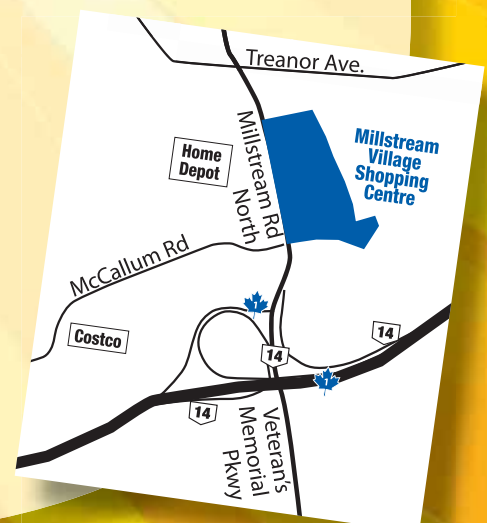 Treanor Ave.
Millstream Rd
North
Home
Depot
Millstream
Village
Shopping
Centre
McCallum Rd
1
Costco
14
14
1
14
Veteran's
Memorial
Pkwy